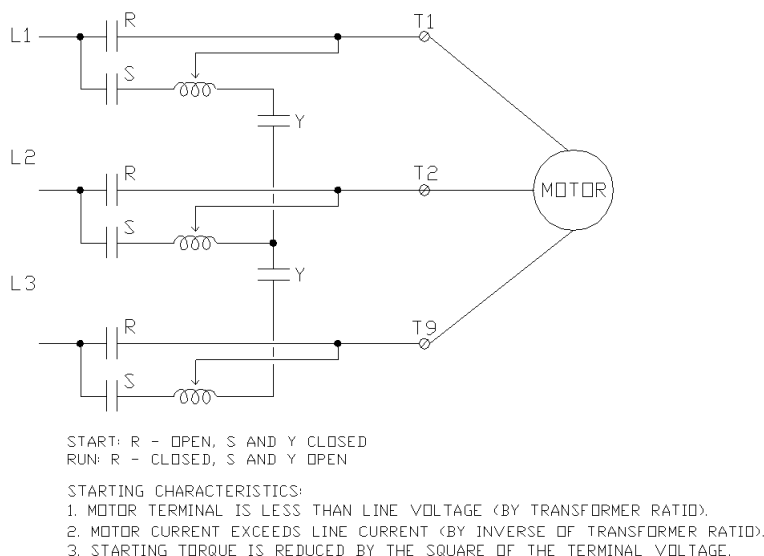 L1
R
T1
S
Y
L2
R
T2
MOTOR
S
Y
L3
R
T9
S
START: R - OPEN, S AND Y CLOSED
RUN: R - CLOSED, S AND Y OPEN
STARTING CHARACTERISTICS:
1. MOTOR TERMINAL IS LESS THAN LINE VOLTAGE (BY TRANSFORMER RATIO).
2. MOTOR CURRENT EXCEEDS LINE CURRENT (BY INVERSE OF TRANSFORMER RATIO).
3. STARTING TORQUE IS REDUCED BY THE SQUARE OF THE TERMINAL VOLTAGE.